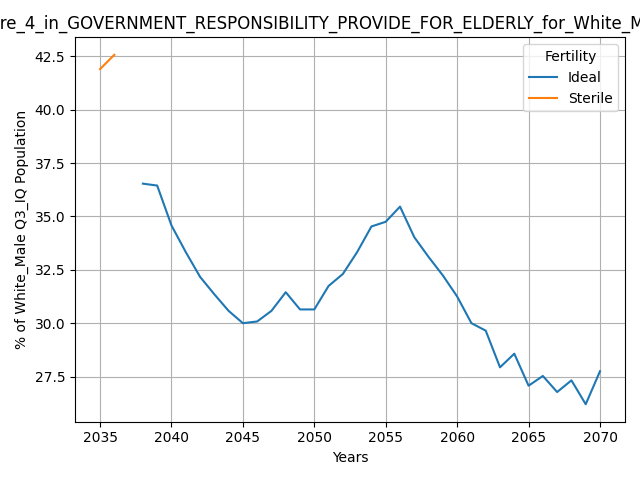 re_4_in_GOVERNMENT_RESPONSIBILITY_PROVIDE_FOR_ELDERLY_for_White_M
Fertility
Ideal
Sterile
% of White_Male Q3_IQ Population
42.5
40.0
37.5
35.0
32.5
30.0
27.5
2035 2040 2045 2050 2055 2060 2065 2070
Years